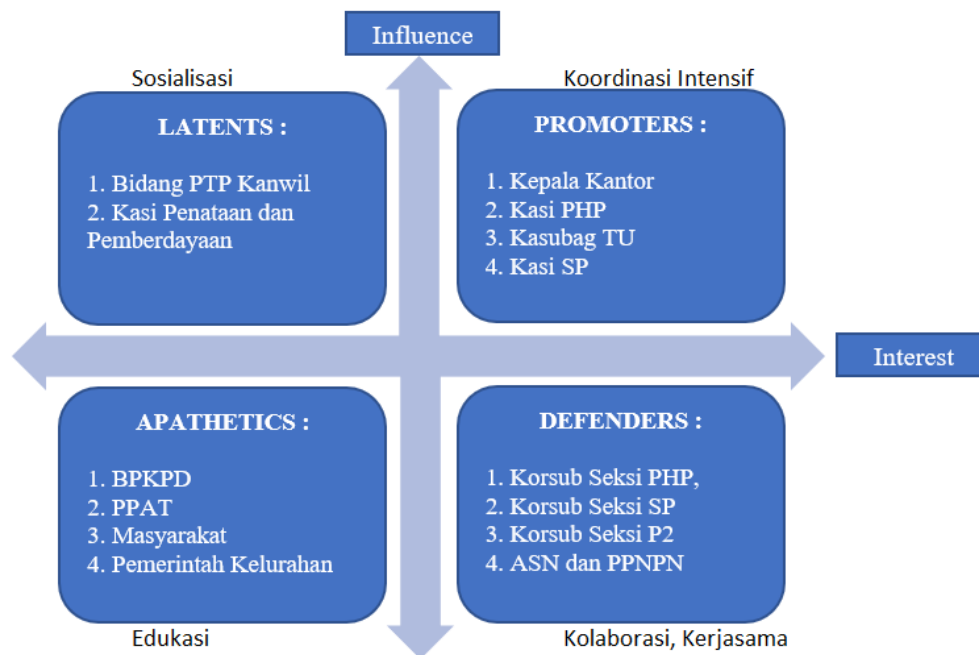 Influence
Sosialisasi
Koordinasi Intensif
LATENTS :
1. Bidang PTP Kanwil
2. Kasi Penataan dan
Pemberdayaan
PROMOTERS :
1. Kepala Kantor
2. Kasi PHP
3. Kasubag TU
4. Kasi SP
Interest
APATHETICS :
1. BPKPD
2. PPAT
3. Masyarakat
4. Pemerintah Kelurahan
DEFENDERS :
1. Korsub Seksi PHP,
2. Korsub Seksi SP
3. Korsub Seksi P2
4. ASN dan PPNPN
Edukasi
Kolaborasi, Kerjasama